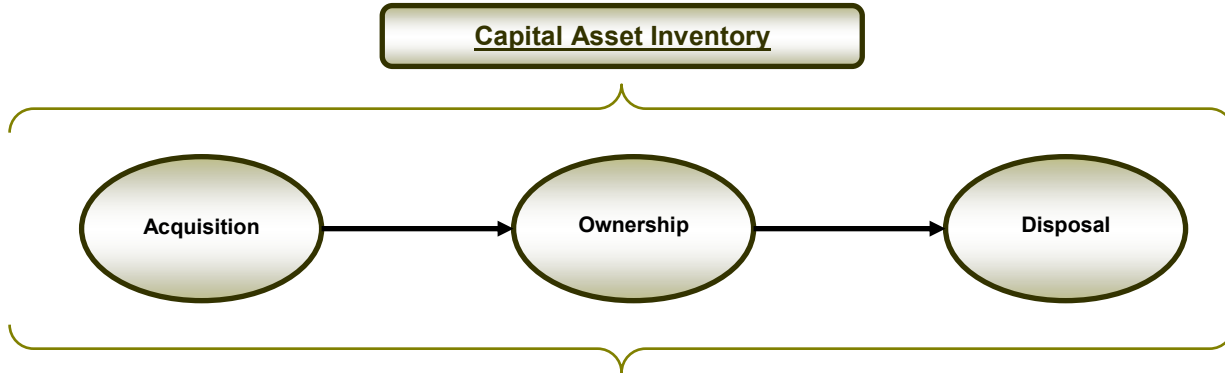 Capital Asset Inventory
Acquisition
Ownership
Disposal